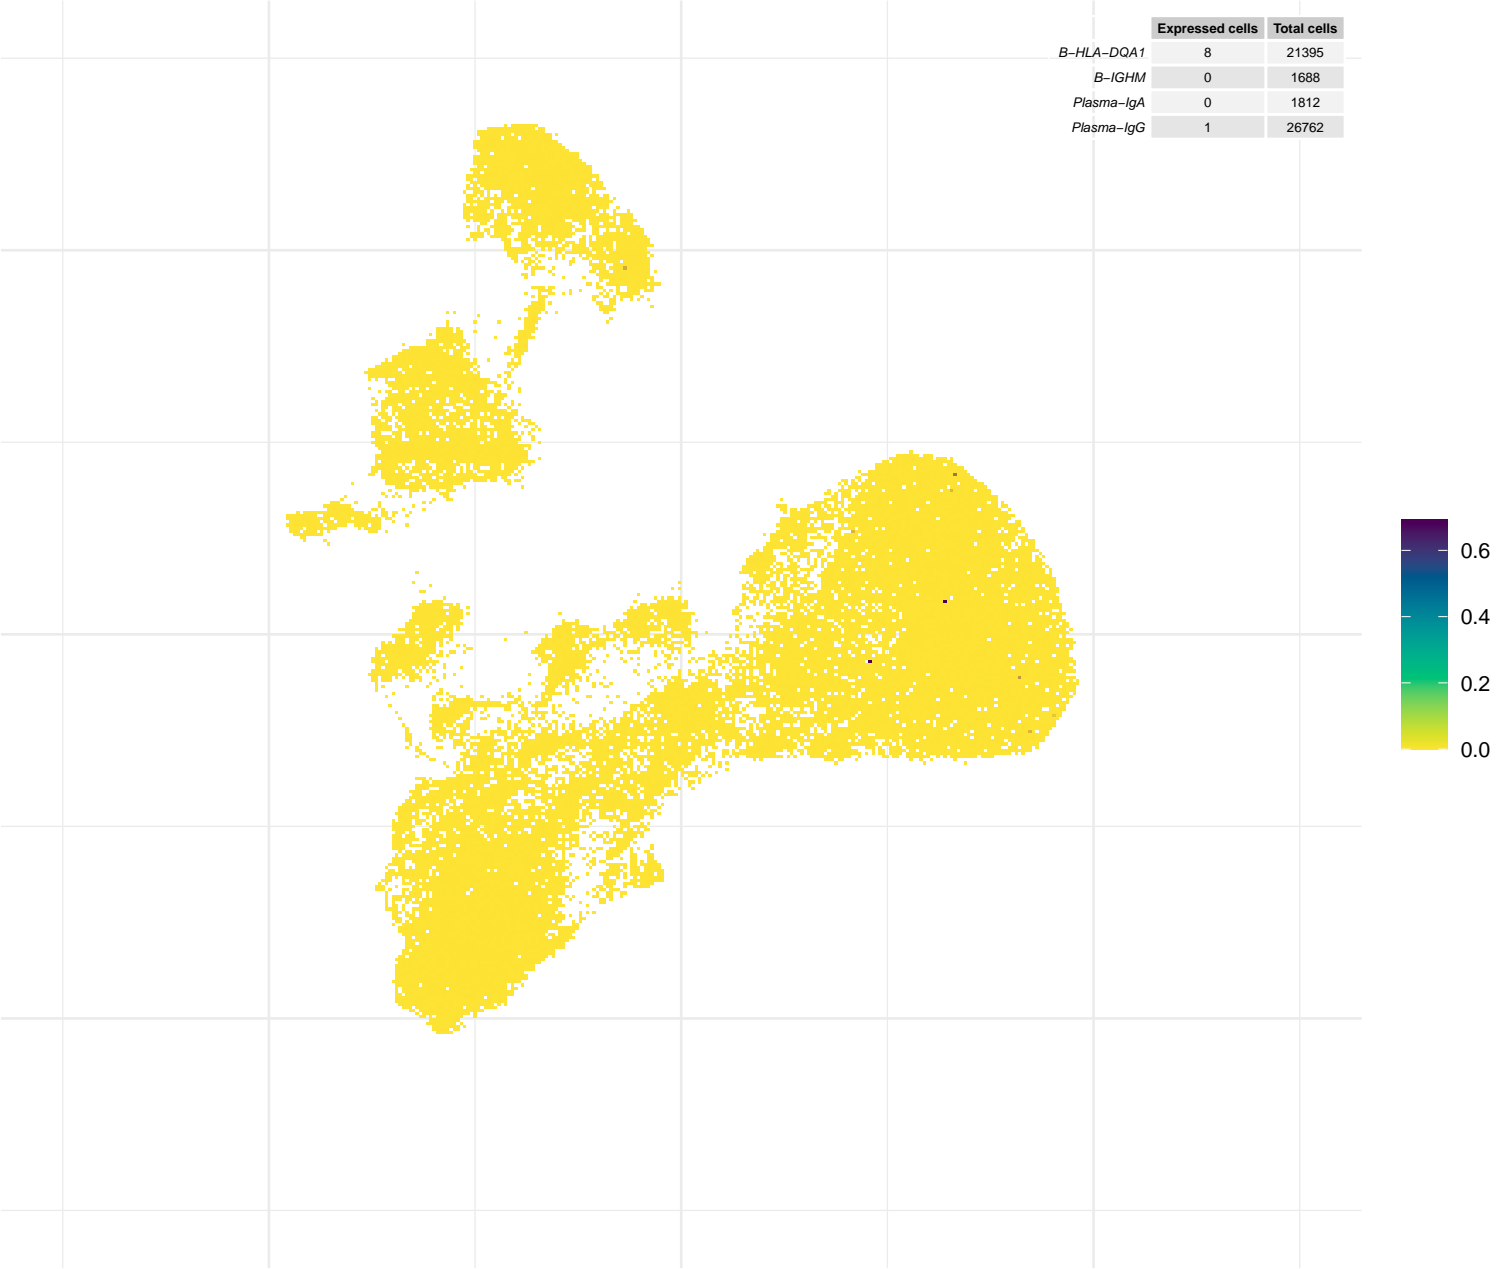 Expressed cells Total cells
B−HLA−DQA1 8 21395
B−IGHM 0 1688
Plasma−IgA 0 1812
Plasma−IgG 1 26762
0.6
0.4
0.2
0.0